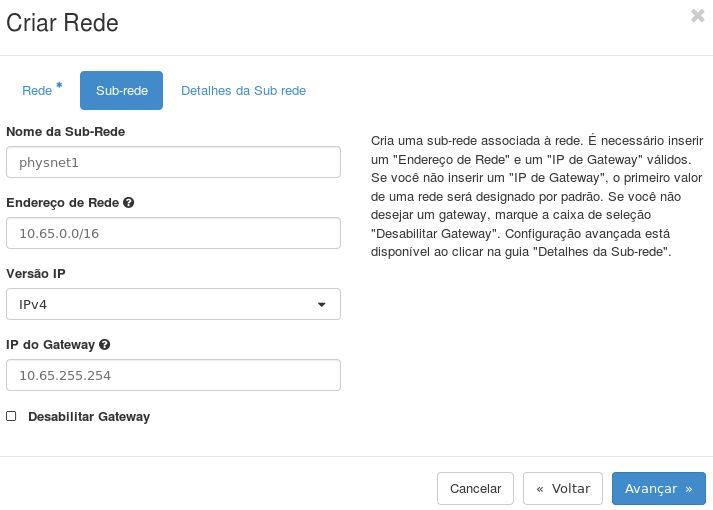 Criar Rede
Rede *
Sub-rede
Detalhes da Sub rede
Nome da Sub-Rede
physnet1
Endereço de Rede
10.65.0.0/16
Versão IP
IPv4
IP do Gateway
10.65.255.254
Desabilitar Gateway
Cria uma sub-rede associada à rede. É necessário inserir
um "Endereço de Rede" e um "IP de Gateway" válidos.
Se você não inserir um "IP de Gateway", o primeiro valor
de uma rede será designado por padrão. Se você não
desejar um gateway, marque a caixa de seleção
"Desabilitar Gateway". Configuração avançada está
disponível ao clicar na guia "Detalhes da Sub-rede".
Cancelar
« Voltar
Avançar »